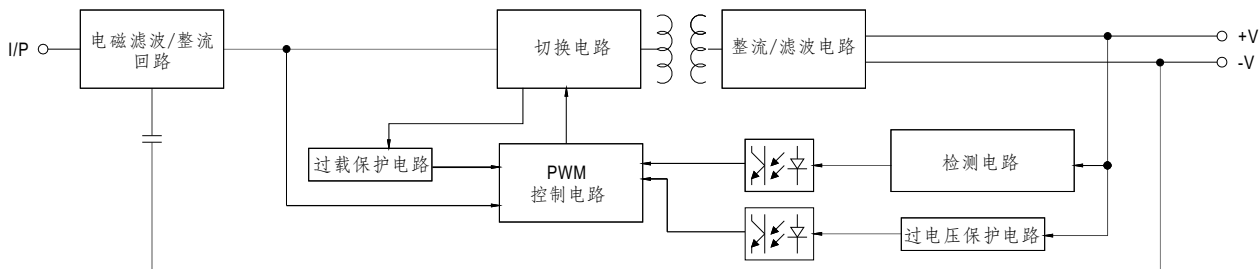 I/P
电磁滤波/整流
回路
切换电路
整流/滤波电路
+V
-V
过载保护电路
PWM
控制电路
检测电路
过电压保护电路